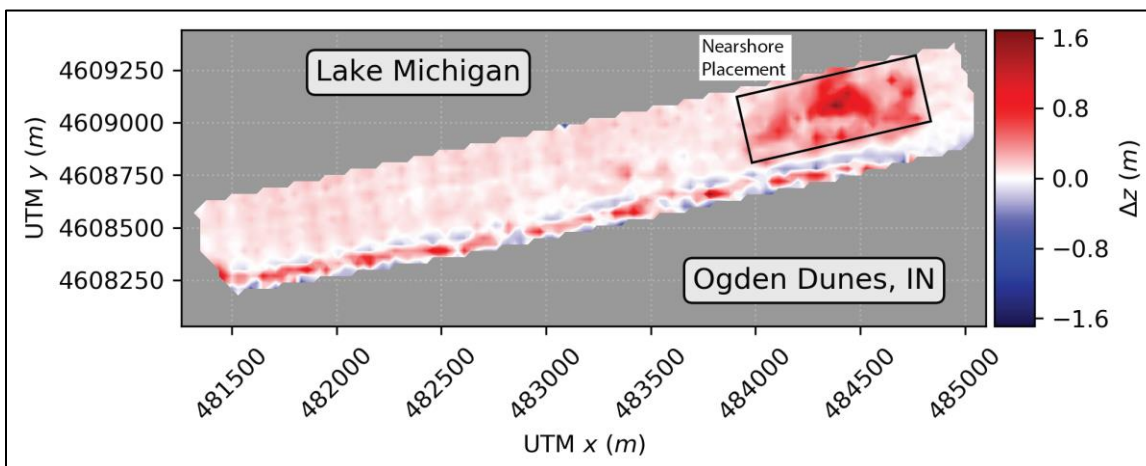 Lake Michigan
Nearshore
Placement
Ogden Dunes, IN
UTM y (m)
4609250
4609000
4608750
4608500
4608250
481500
482000
482500
483000
483500
484000
484500
485000
UTM x (m)
1.6
0.8
0.0
−0.8
−1.6
Δz (m)